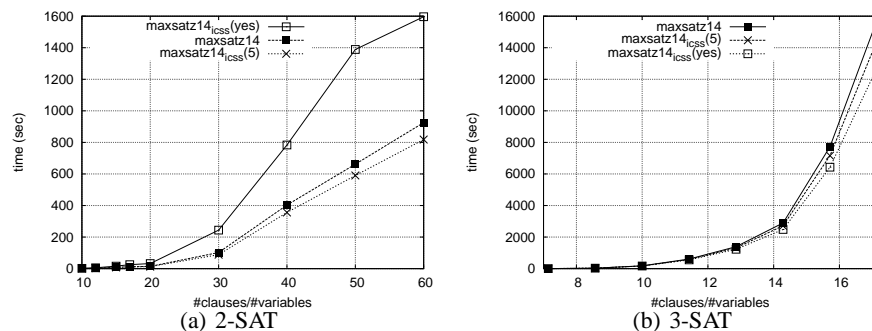 1600
1400
1200
1000
800
600
400
200
0
time (sec)
maxsatz14icss(yes)
maxsatz14
maxsatz14icss(5)
10 20 30 40 50 60
#clauses/#variables
(a) 2-SAT
16000
14000
12000
10000
8000
6000
4000
2000
0
time (sec)
maxsatz14
maxsatz14icss(5)
maxsatz14icss(yes)
8 10 12 14 16
#clauses/#variables
(b) 3-SAT